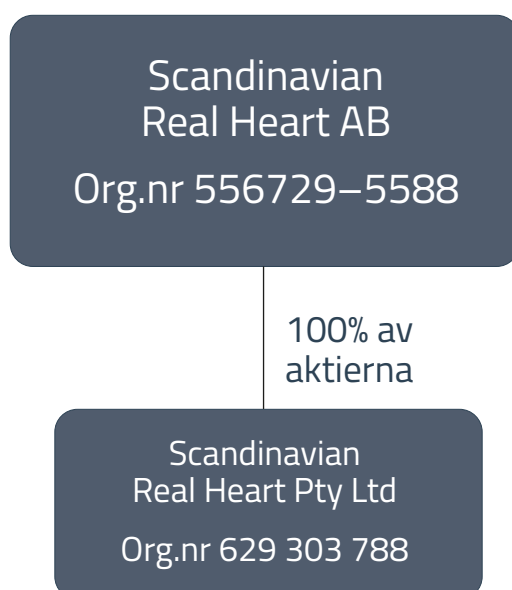 Scandinavian
Real Heart AB
Org.nr 556729–5588
100% av
aktierna
Scandinavian
Real Heart Pty Ltd
Org.nr 629 303 788